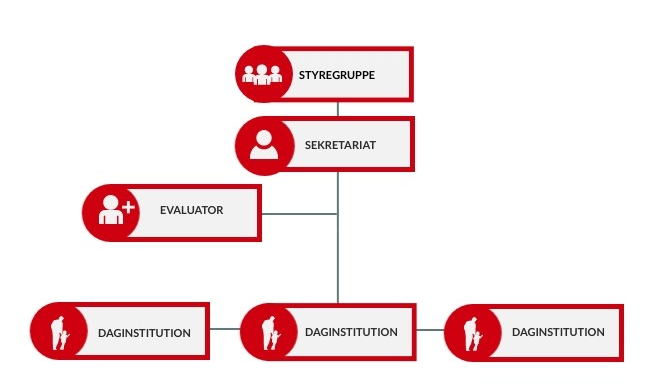 STYREGRUPPE
SEKRETARIAT
EVALUATOR
DAGINSTITUTION
DAGINSTITUTION
DAGINSTITUTION